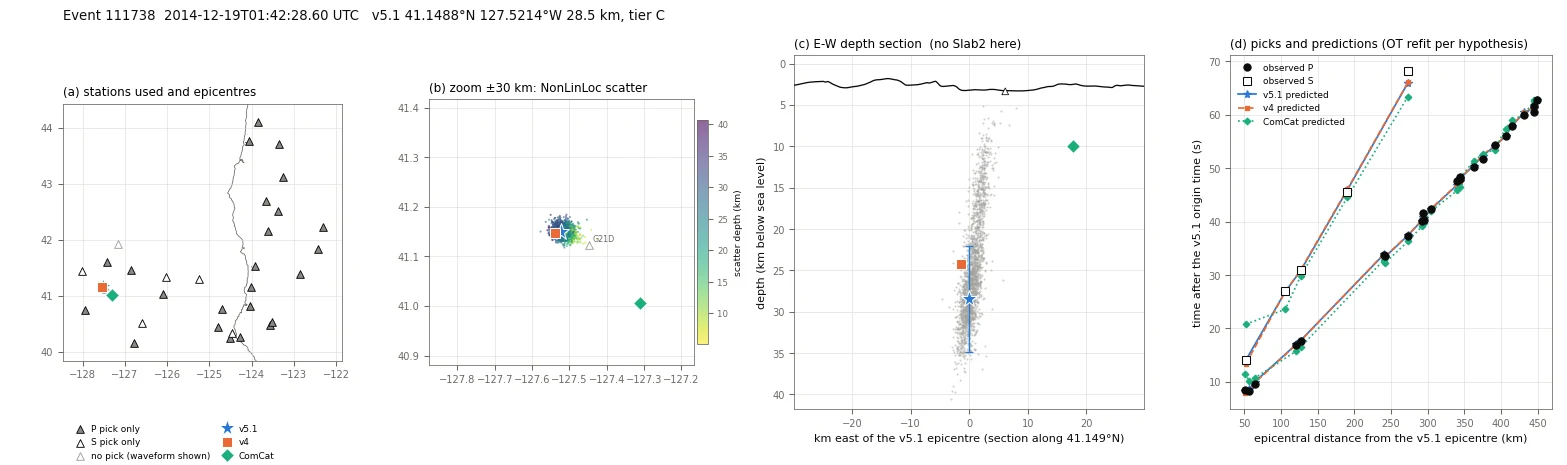 Event 111738  2014-12-19T01:42:28.60 UTC   v5.1 41.1488°N 127.5214°W 28.5 km, tier C
(a) stations used and epicentres
44
43
42
41
40
−128
−127
−126
−125
−124
−123
−122
P pick only
S pick only
no pick (waveform shown)
v5.1
v4
ComCat
(b) zoom ±30 km: NonLinLoc scatter
41.4
41.3
41.2
41.1
41.0
40.9
G21D
−127.8
−127.7
−127.6
−127.5
−127.4
−127.3
−127.2
40
35
30
25
20
15
10
scatter depth (km)
(c) E-W depth section  (no Slab2 here)
0
5
10
15
20
25
30
35
40
depth (km below sea level)
−20
−10
0
10
20
km east of the v5.1 epicentre (section along 41.149°N)
(d) picks and predictions (OT refit per hypothesis)
observed P
observed S
v5.1 predicted
v4 predicted
ComCat predicted
70
60
50
40
30
20
10
time after the v5.1 origin time (s)
50
100
150
200
250
300
350
400
450
epicentral distance from the v5.1 epicentre (km)